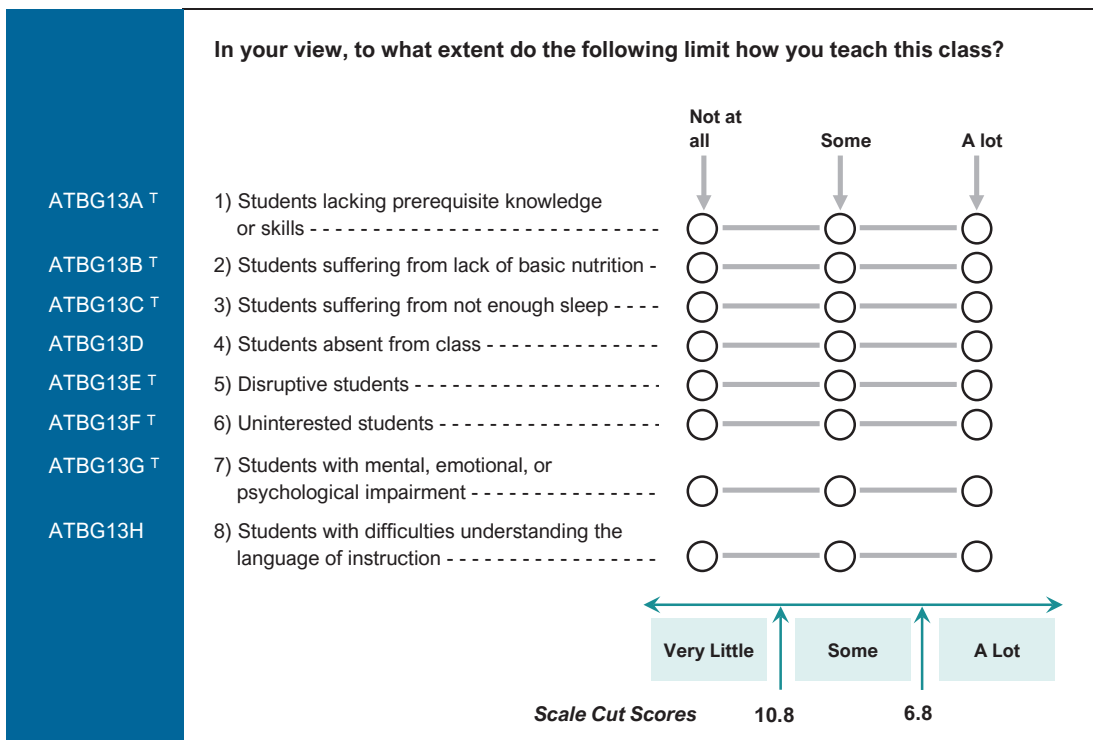 In your view, to what extent do the following limit how you teach this class?
Not at
all Some A lot
ATBG13A ᵀ 1) Students lacking prerequisite knowledge
or skills - - - - - - - - - - - - - - - - - - - - - - - - - - - - - -
ATBG13B ᵀ 2) Students suffering from lack of basic nutrition -
ATBG13C ᵀ 3) Students suffering from not enough sleep - - - -
ATBG13D 4) Students absent from class - - - - - - - - - - - - - - -
ATBG13E ᵀ 5) Disruptive students - - - - - - - - - - - - - - - - - - - - -
ATBG13F ᵀ 6) Uninterested students - - - - - - - - - - - - - - - - - - -
ATBG13G ᵀ 7) Students with mental, emotional, or
psychological impairment - - - - - - - - - - - - - - - -
ATBG13H 8) Students with difficulties understanding the
language of instruction - - - - - - - - - - - - - - - - - -
Very Little Some A Lot
Scale Cut Scores 10.8 6.8